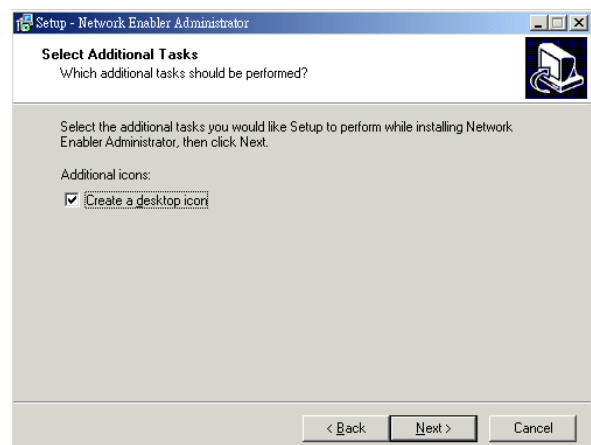 Setup - Network Enabler Administrator
Select Additional Tasks
Which additional tasks should be performed?
Select the additional tasks you would like Setup to perform while installing Network
Enabler Administrator, then click Next.
Additional icons:
Create a desktop icon
< Back
Next >
Cancel